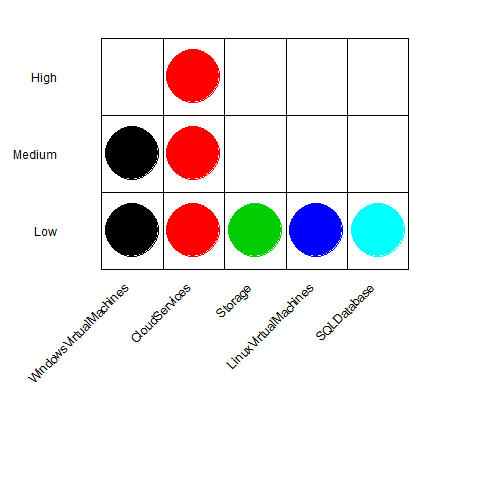 High
Medium
Low
WindowsVirtualMachines
CloudServices
Storage
LinuxVirtualMachines
SQLDatabase